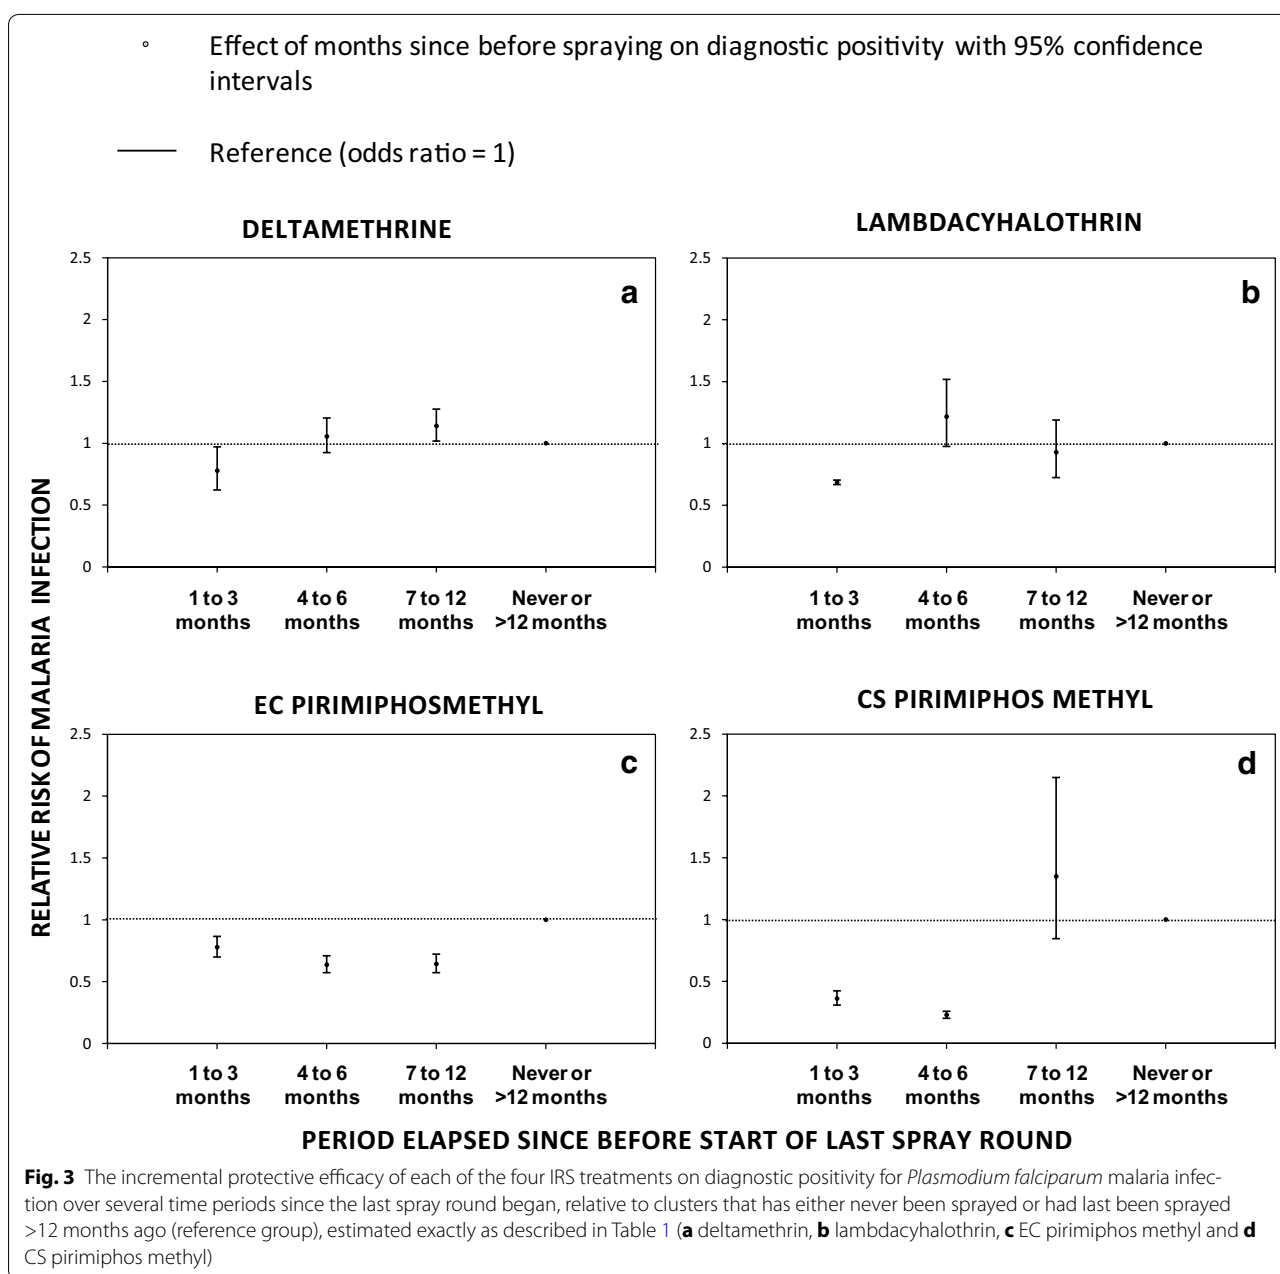 Effect of months since before spraying on diagnostic positivity with 95% confidence
intervals
Reference (odds ratio = 1)
DELTAMETHRINE
a
2.5
2
1.5
1
0.5
0
1 to 3 months
4 to 6 months
7 to 12 months
Never or >12 months
LAMBDACYHALOTHRIN
b
2.5
2
1.5
1
0.5
0
1 to 3 months
4 to 6 months
7 to 12 months
Never or >12 months
RELATIVE RISK OF MALARIA INFECTION
EC PIRIMIPHOSMETHYL
c
2.5
2
1.5
1
0.5
0
1 to 3 months
4 to 6 months
7 to 12 months
Never or >12 months
CS PIRIMIPHOS METHYL
d
2.5
2
1.5
1
0.5
0
1 to 3 months
4 to 6 months
7 to 12 months
Never or >12 months
PERIOD ELAPSED SINCE BEFORE START OF LAST SPRAY ROUND
Fig. 3 The incremental protective efficacy of each of the four IRS treatments on diagnostic positivity for Plasmodium falciparum malaria infec-
tion over several time periods since the last spray round began, relative to clusters that has either never been sprayed or had last been sprayed
>12 months ago (reference group), estimated exactly as described in Table 1 (a deltamethrin, b lambdacyhalothrin, c EC pirimiphos methyl and d
CS pirimiphos methyl)